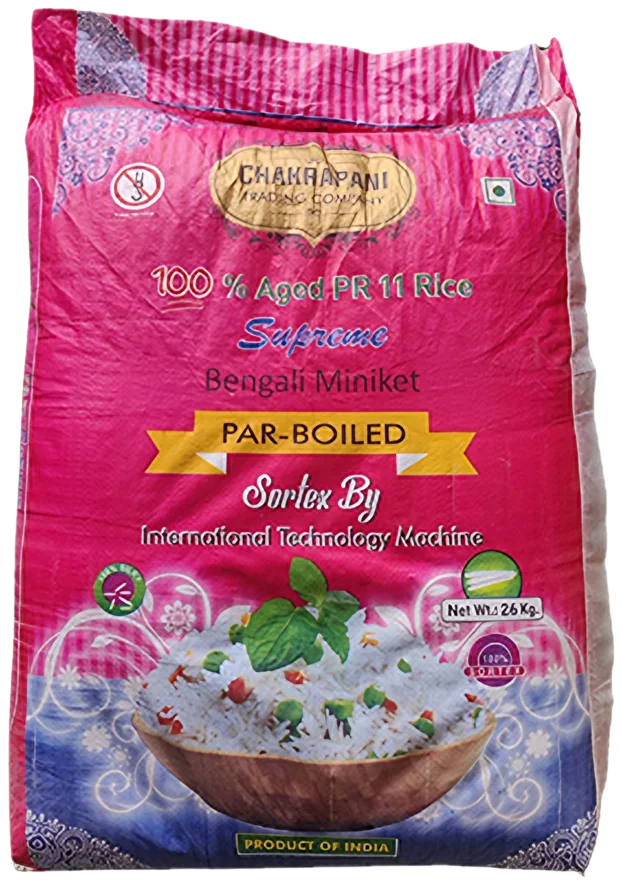 CHAKRAPANI
TRADING COMPANY
100 % Aged PR 11 Rice
Supreme
Bengali Miniket
PAR-BOILED
Sortex By
International Technology Machine
Net Wt.: 26 Kg.
100%
SORTEX
PRODUCT OF INDIA